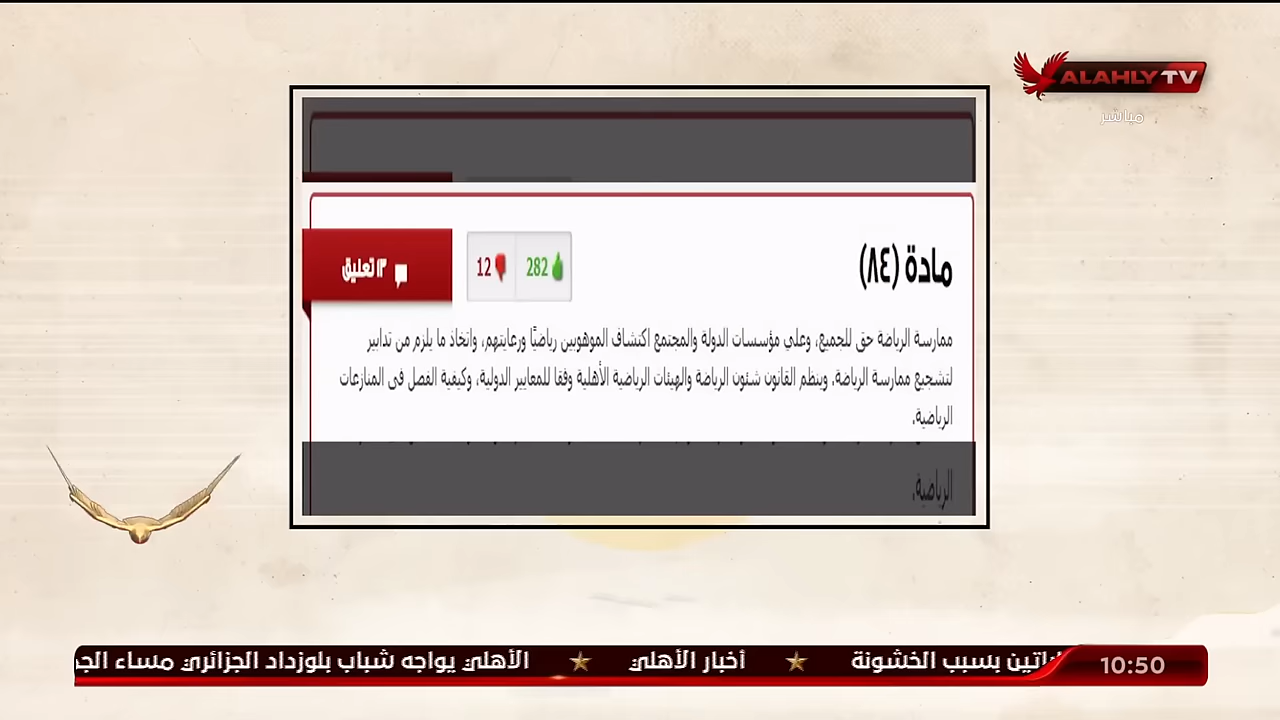 ALAHLY TV
مباشر
مادة (٨٤)
282 12
١٣ تعليق
ممارسة الرياضة حق للجميع، وعلي مؤسسات الدولة والمجتمع اكتشاف الموهوبين رياضيًا ورعايتهم، واتخاذ ما يلزم من تدابير
لتشجيع ممارسة الرياضة. وينظم القانون شئون الرياضة والهيئات الرياضية الأهلية وفقا للمعايير الدولية، وكيفية الفصل فى المنازعات
الرياضية.
الرياضية.
10:50
بسبب الخشونة ★ أخبار الأهلي ★ الأهلي يواجه شباب بلوزداد الجزائري مساء